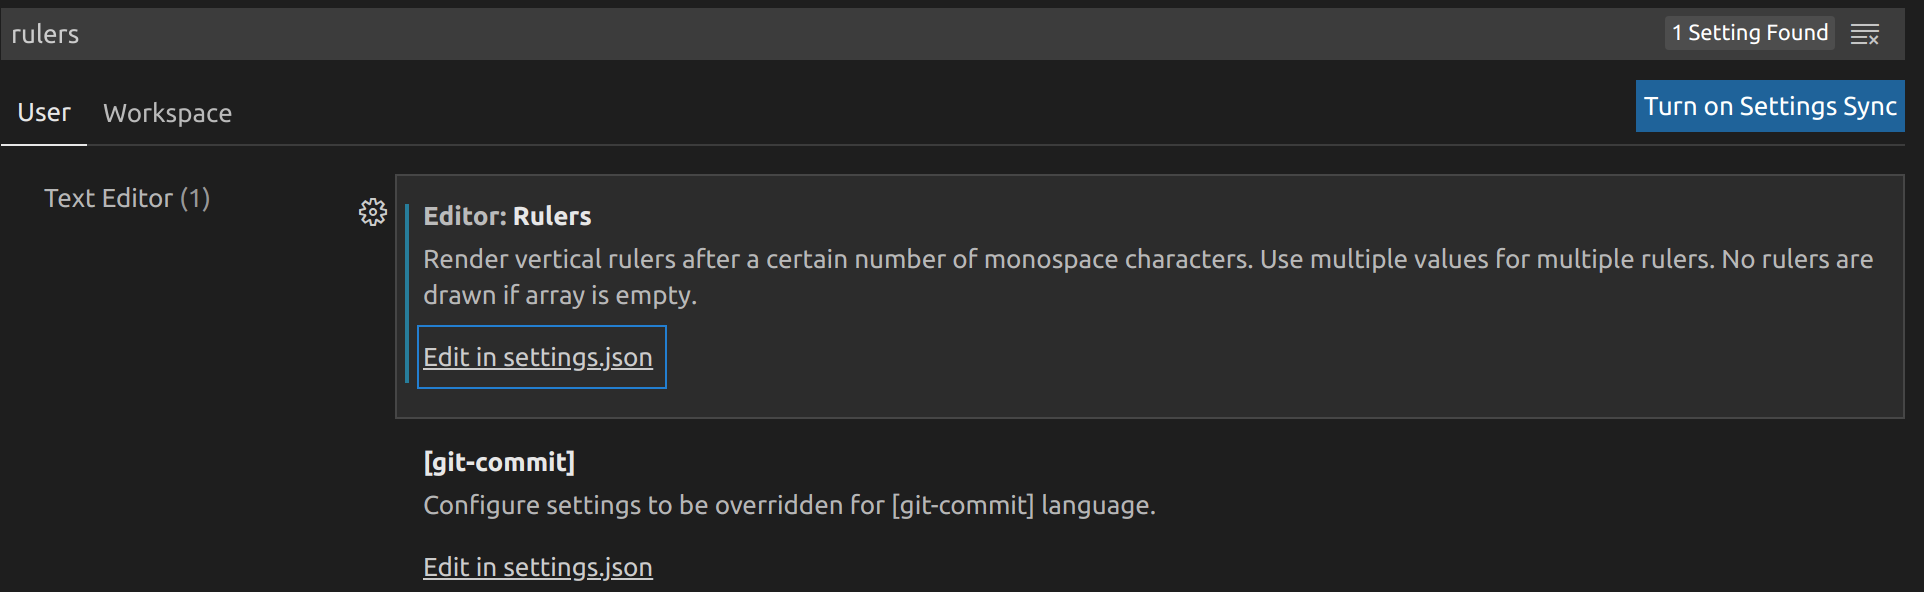 rulers
1 Setting Found
User
Workspace
Turn on Settings Sync
Text Editor (1)
Editor: Rulers
Render vertical rulers after a certain number of monospace characters. Use multiple values for multiple rulers. No rulers are
drawn if array is empty.
Edit in settings.json
[git-commit]
Configure settings to be overridden for [git-commit] language.
Edit in settings.json